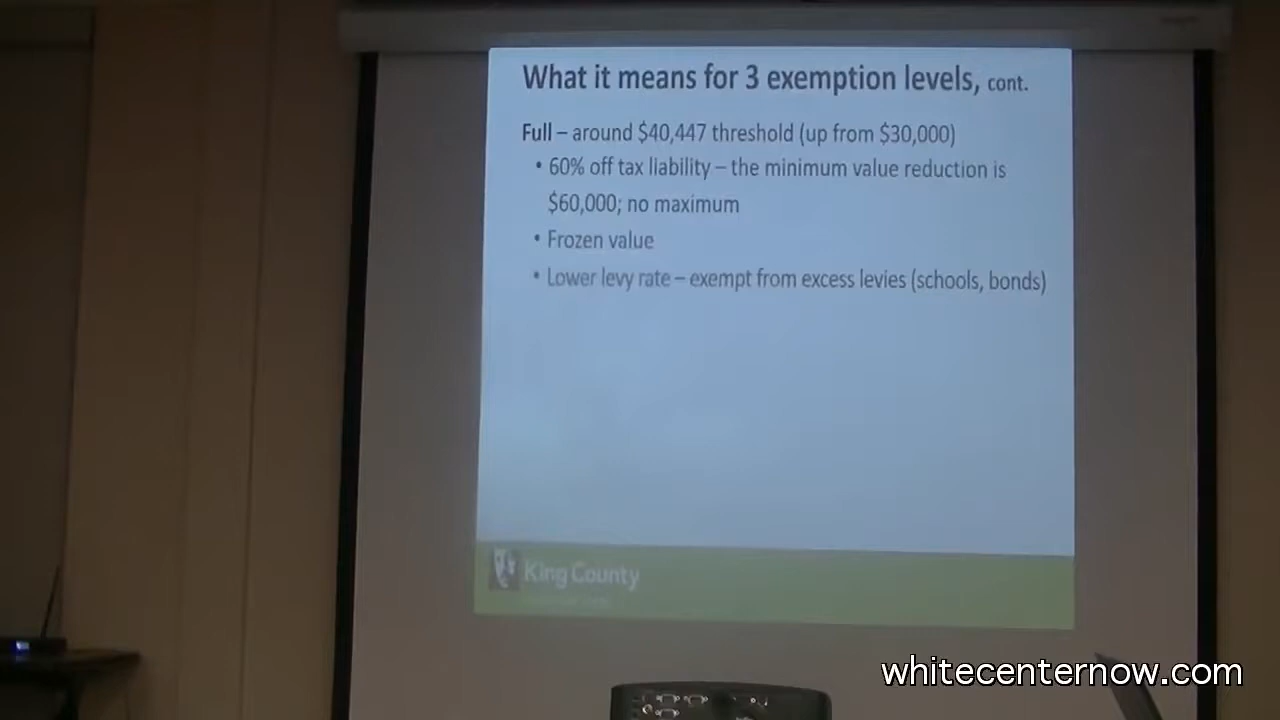 What it means for 3 exemption levels, cont.
Full – around $40,447 threshold (up from $30,000)
• 60% off tax liability – the minimum value reduction is
$60,000; no maximum
• Frozen value
• Lower levy rate – exempt from excess levies (schools, bonds)
King County
whitecenternow.com